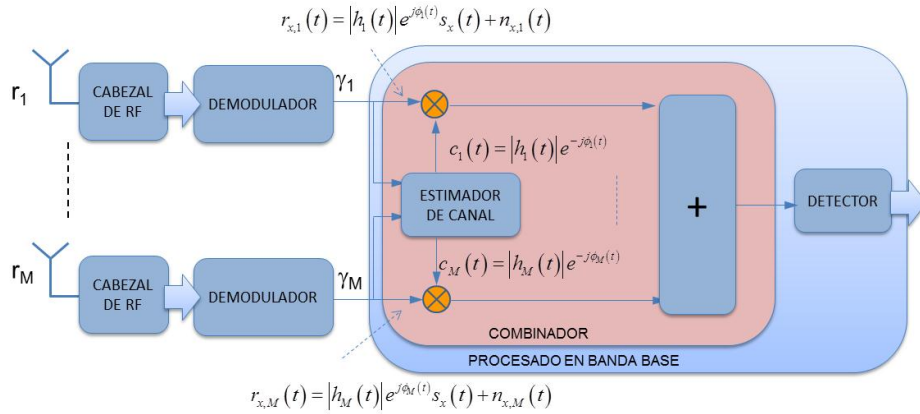 r_{x,1}(t)=|h_1(t)|e^{jϕ_1(t)}s_x(t)+n_{x,1}(t)
r_1
CABEZAL
DE RF
DEMODULADOR
γ_1
c_1(t)=|h_1(t)|e^{-jϕ_1(t)}
ESTIMADOR
DE CANAL
+
DETECTOR
r_M
CABEZAL
DE RF
DEMODULADOR
γ_M
c_M(t)=|h_M(t)|e^{-jϕ_M(t)}
COMBINADOR
PROCESADO EN BANDA BASE
r_{x,M}(t)=|h_M(t)|e^{jϕ_M(t)}s_x(t)+n_{x,M}(t)